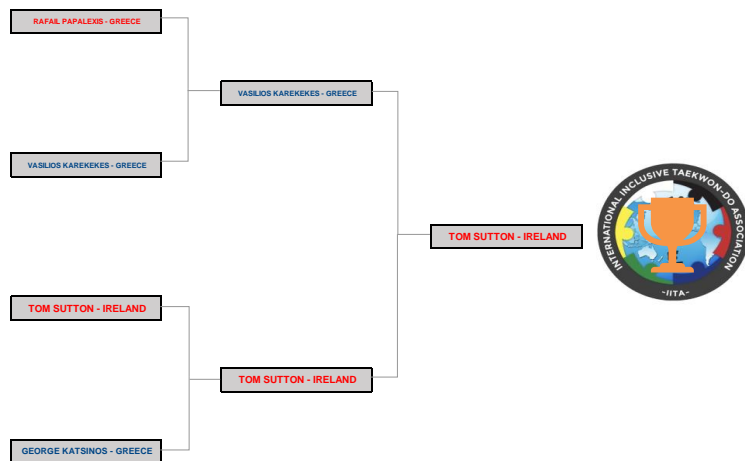 RAFAIL PAPALEXIS - GREECE
VASILIOS KAREKEKES - GREECE
VASILIOS KAREKEKES - GREECE
TOM SUTTON - IRELAND
INTERNATIONAL INCLUSIVE TAEKWON-DO ASSOCIATION
-IITA-
TOM SUTTON - IRELAND
TOM SUTTON - IRELAND
GEORGE KATSINOS - GREECE